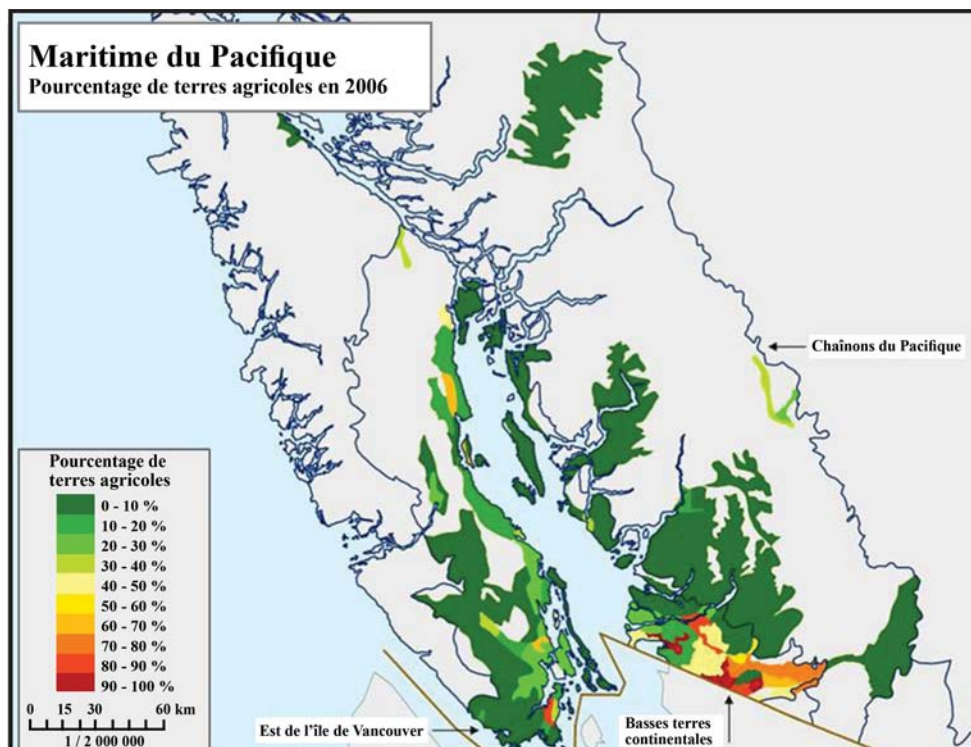 Maritime du Pacifique
Pourcentage de terres agricoles en 2006
Chaînons du Pacifique
Pourcentage de
terres agricoles
0 - 10 %
10 - 20 %
20 - 30 %
30 - 40 %
40 - 50 %
50 - 60 %
60 - 70 %
70 - 80 %
80 - 90 %
90 - 100 %
0 30 60 km
1 / 2 000 000
Est de l'île de Vancouver
Basses terres
continentales